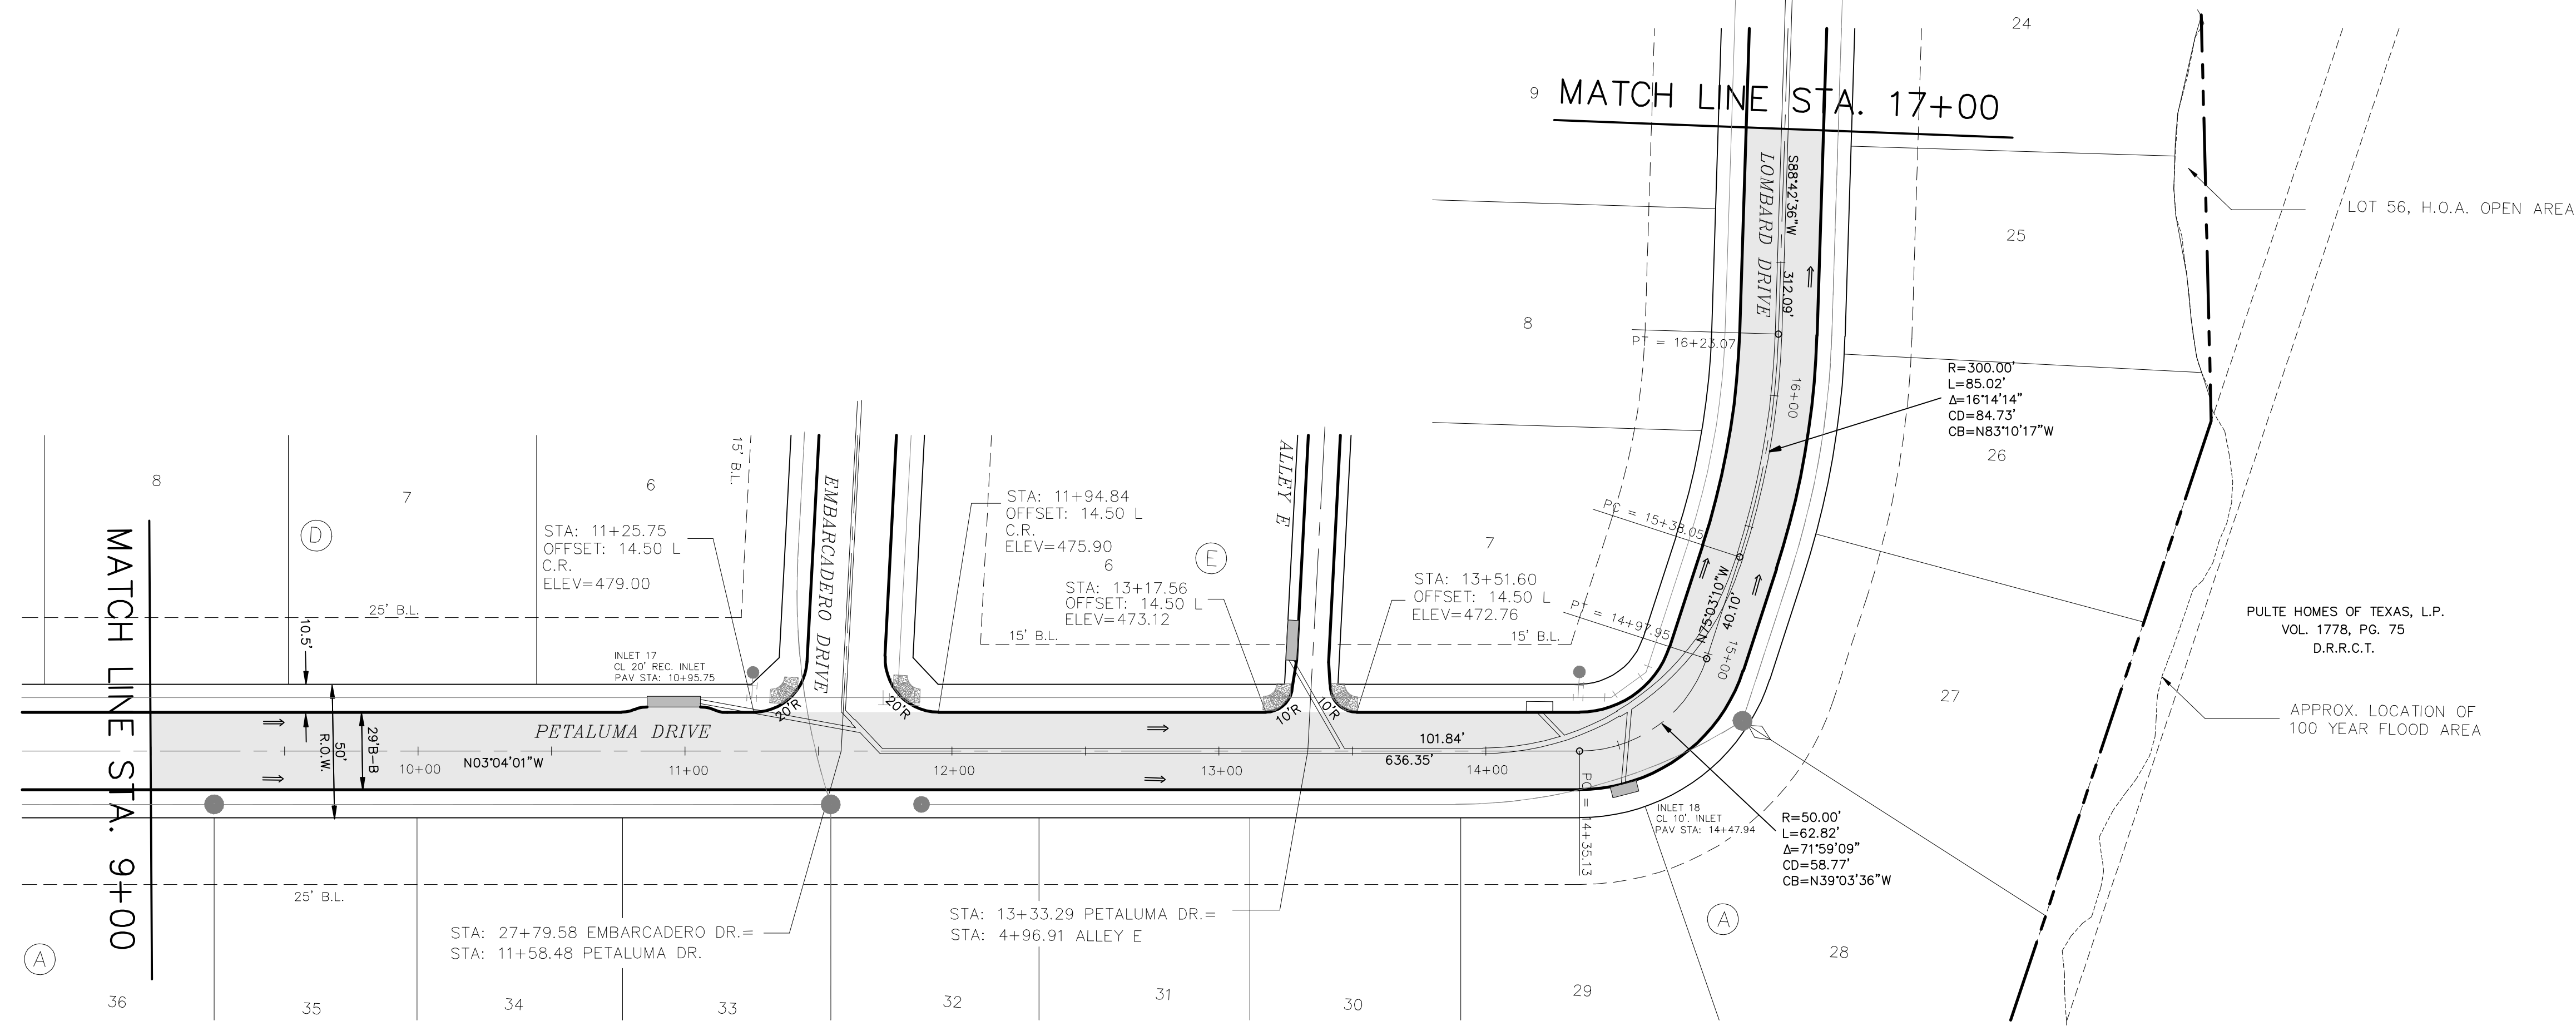 24
9
MATCH LINE STA. 17+00
LOMBARD DRIVE
S88°42'36"W
312.09'
LOT 56, H.O.A. OPEN AREA
25
8
PT = 16+23.07
16+00
R=300.00'
L=85.02'
Δ=16°14'14"
CD=84.73'
CB=N83°10'17"W
26
8
7
6
15' B.L.
D
MATCH LINE STA. 9+00
STA: 11+25.75
OFFSET: 14.50 L
C.R.
ELEV=479.00
EMBARCADERO DRIVE
STA: 11+94.84
OFFSET: 14.50 L
C.R.
ELEV=475.90
6
E
STA: 13+17.56
OFFSET: 14.50 L
ELEV=473.12
ALLEY E
7
STA: 13+51.60
OFFSET: 14.50 L
ELEV=472.76
PC = 15+38.05
N75°03'10"W
40.10'
PT = 14+97.95
15+00
25' B.L.
10.5'
15' B.L.
15' B.L.
PULTE HOMES OF TEXAS, L.P.
VOL. 1778, PG. 75
D.R.R.C.T.
INLET 17
CL 20' REC. INLET
PAV STA: 10+95.75
20'R
20'R
10'R
10'R
27
APPROX. LOCATION OF
100 YEAR FLOOD AREA
50'
R.O.W.
29'B-B
PETALUMA DRIVE
10+00
N03°04'01"W
11+00
12+00
13+00
101.84'
636.35'
14+00
PC = 14+35.13
INLET 18
CL 10'. INLET
PAV STA: 14+47.94
R=50.00'
L=62.82'
Δ=71°59'09"
CD=58.77'
CB=N39°03'36"W
25' B.L.
STA: 27+79.58 EMBARCADERO DR.=
STA: 11+58.48 PETALUMA DR.
STA: 13+33.29 PETALUMA DR.=
STA: 4+96.91 ALLEY E
A
A
28
36
35
34
33
32
31
30
29